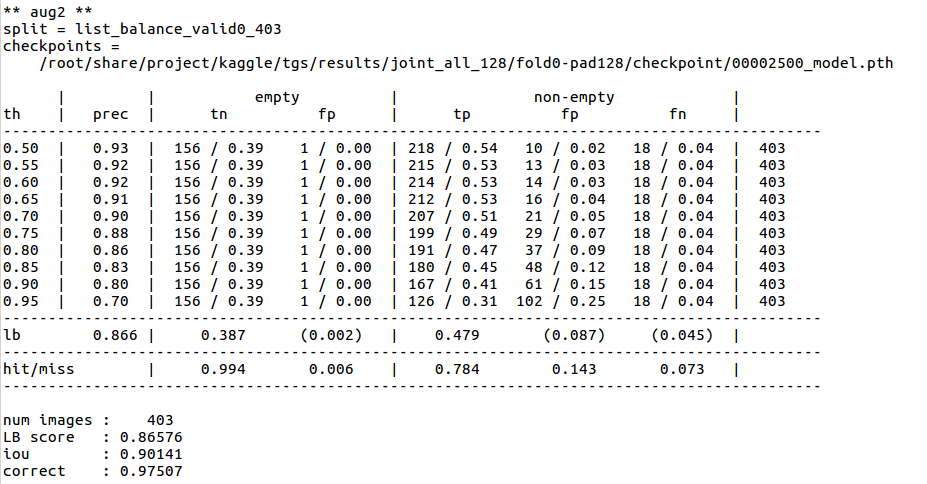 ** aug2 **
split = list_balance_valid0_403
checkpoints =
    /root/share/project/kaggle/tgs/results/joint_all_128/fold0-pad128/checkpoint/00002500_model.pth

      |         |           empty          |               non-empty             |
th    |   prec  |      tn          fp      |      tp          fp          fn     |
-------------------------------------------------------------------------------------------
0.50  |   0.93  |  156 / 0.39    1 / 0.00  | 218 / 0.54   10 / 0.02   18 / 0.04  |  403
0.55  |   0.92  |  156 / 0.39    1 / 0.00  | 215 / 0.53   13 / 0.03   18 / 0.04  |  403
0.60  |   0.92  |  156 / 0.39    1 / 0.00  | 214 / 0.53   14 / 0.03   18 / 0.04  |  403
0.65  |   0.91  |  156 / 0.39    1 / 0.00  | 212 / 0.53   16 / 0.04   18 / 0.04  |  403
0.70  |   0.90  |  156 / 0.39    1 / 0.00  | 207 / 0.51   21 / 0.05   18 / 0.04  |  403
0.75  |   0.88  |  156 / 0.39    1 / 0.00  | 199 / 0.49   29 / 0.07   18 / 0.04  |  403
0.80  |   0.86  |  156 / 0.39    1 / 0.00  | 191 / 0.47   37 / 0.09   18 / 0.04  |  403
0.85  |   0.83  |  156 / 0.39    1 / 0.00  | 180 / 0.45   48 / 0.12   18 / 0.04  |  403
0.90  |   0.80  |  156 / 0.39    1 / 0.00  | 167 / 0.41   61 / 0.15   18 / 0.04  |  403
0.95  |   0.70  |  156 / 0.39    1 / 0.00  | 126 / 0.31  102 / 0.25   18 / 0.04  |  403
-------------------------------------------------------------------------------------------
lb        0.866 |     0.387      (0.002)   |    0.479       (0.087)     (0.045)  |
-------------------------------------------------------------------------------------------
hit/miss        |     0.994       0.006    |    0.784        0.143       0.073   |
-------------------------------------------------------------------------------------------

num images :    403
LB score   : 0.86576
iou        : 0.90141
correct    : 0.97507